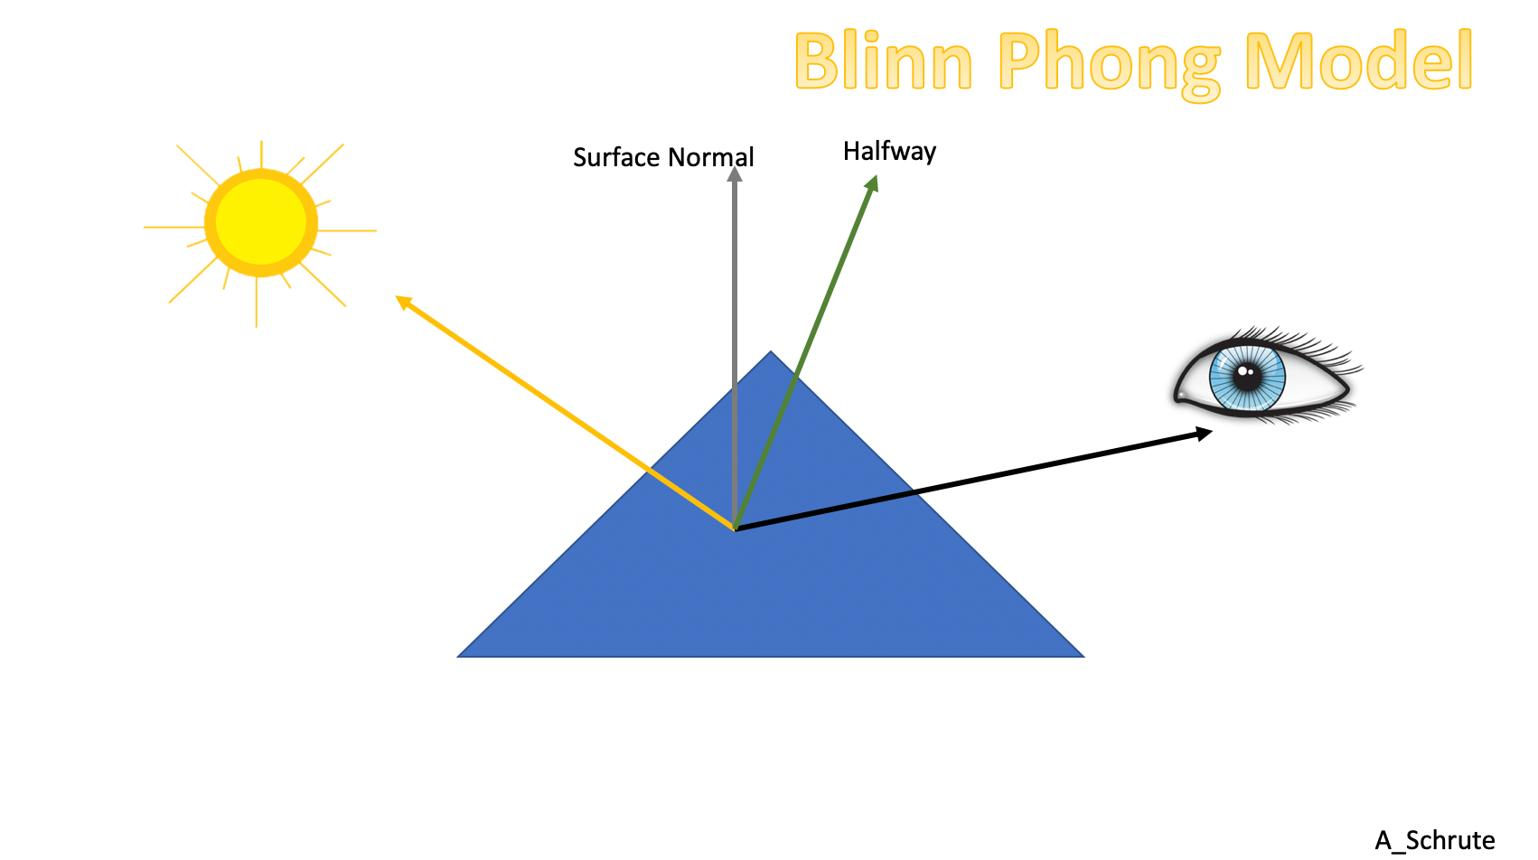 Blinn Phong Model
Surface Normal
Halfway
A_Schrute